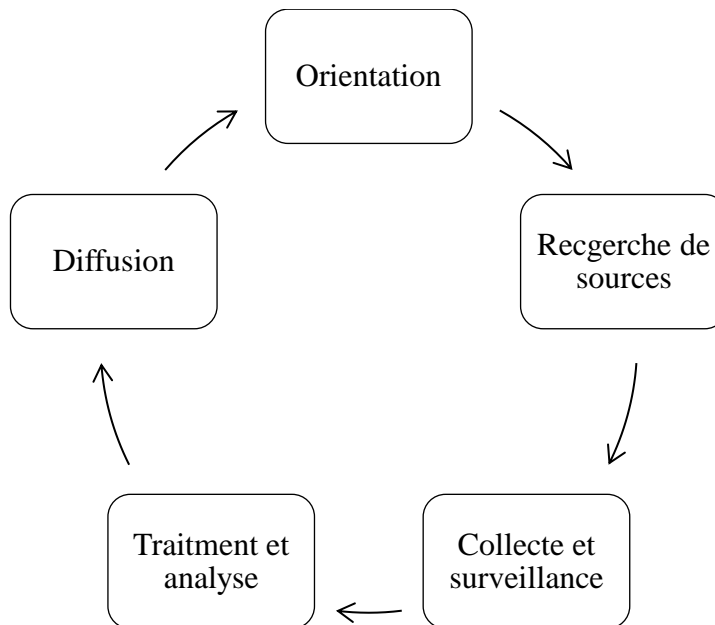 Orientation
Recgerche de
sources
Collecte et
surveillance
Traitment et
analyse
Diffusion